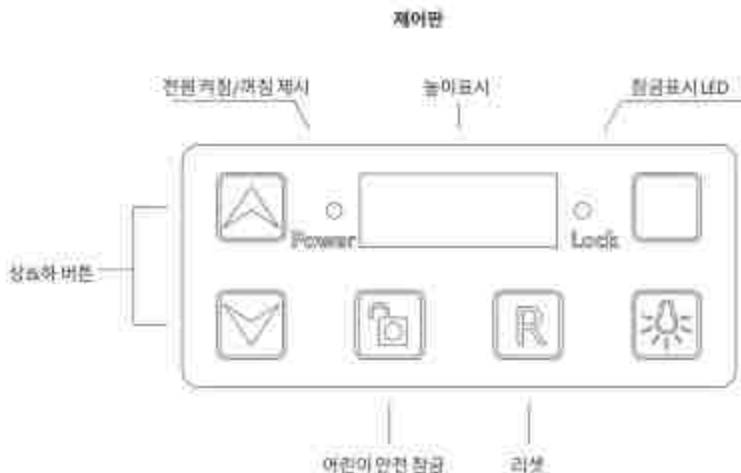 제어판
전원 켜짐/꺼짐 제시
높이표시
잠금표시 LED
Power
Lock
상하 버튼
R
어린이 안전 잠금
리셋